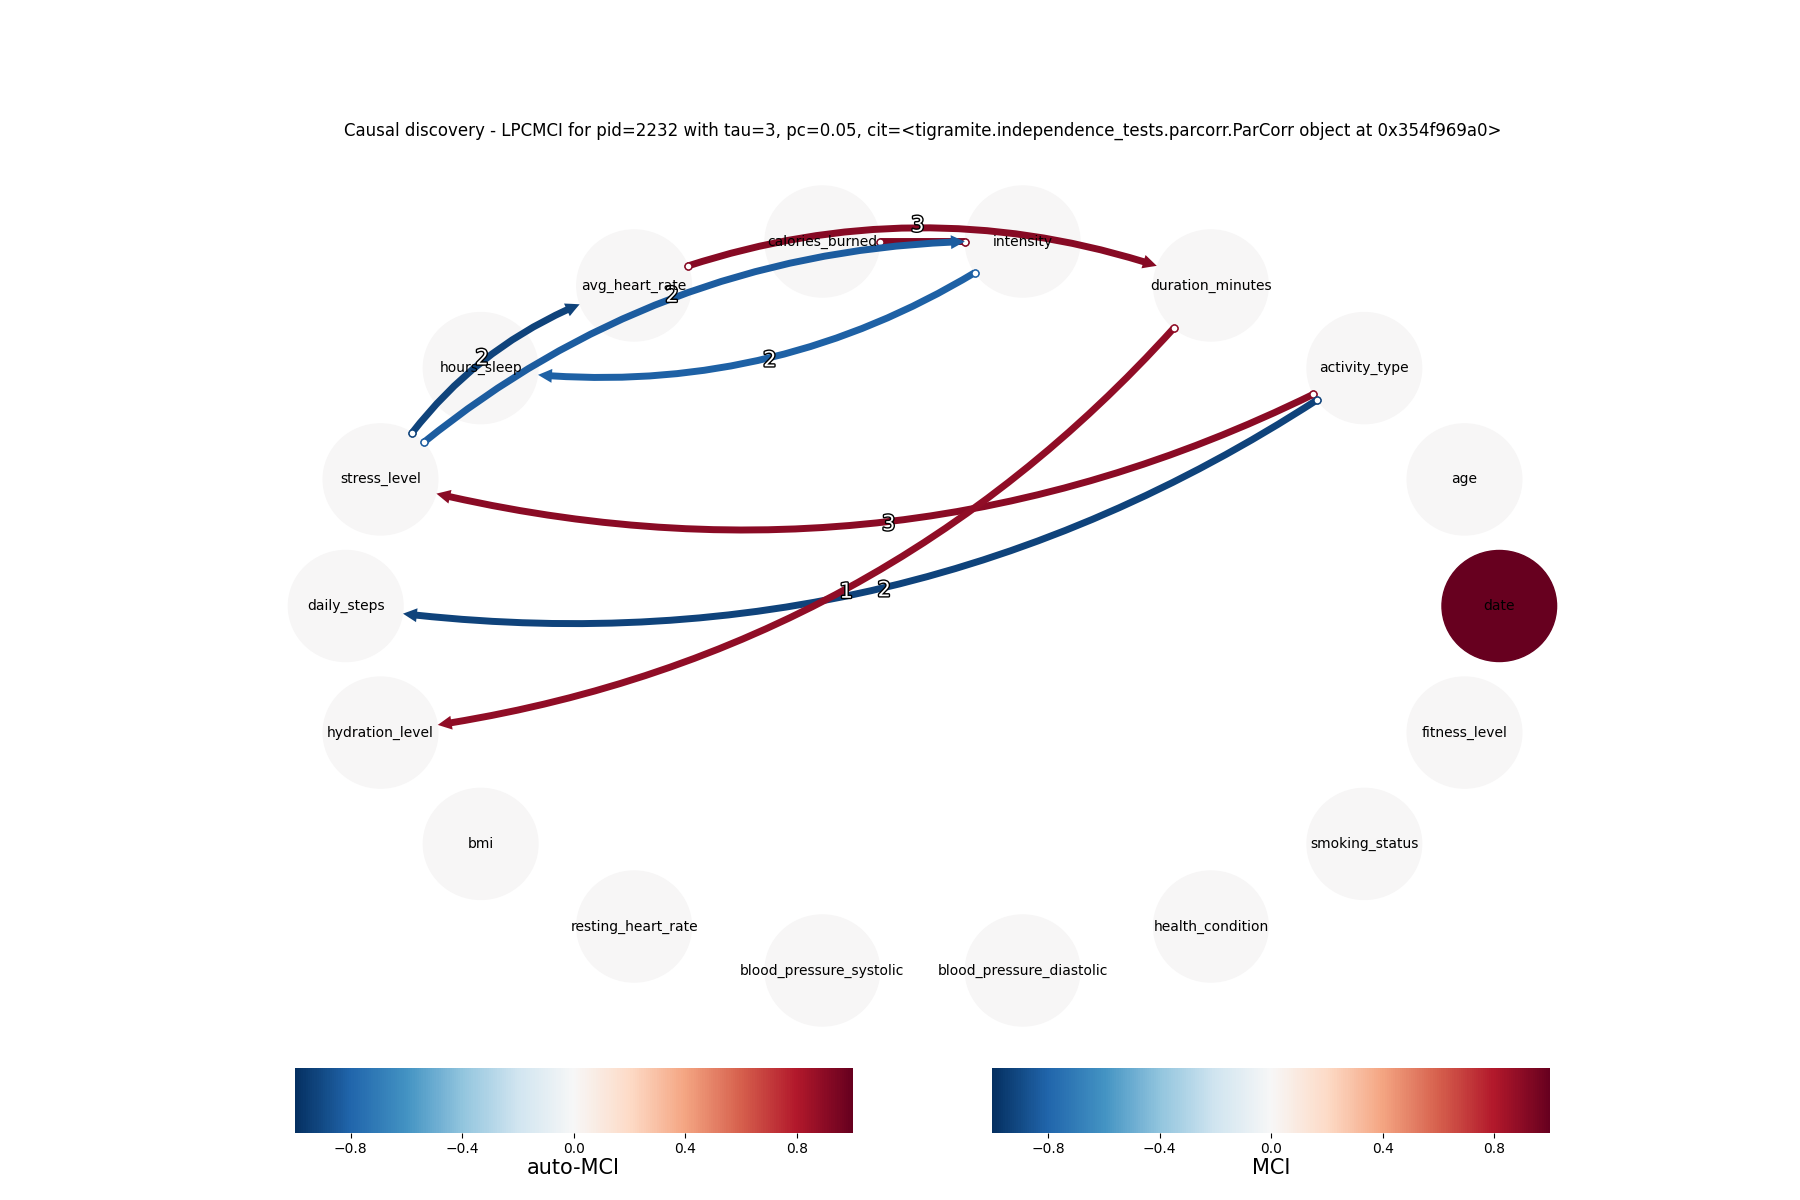 Causal discovery - LPCMCI for pid=2232 with tau=3, pc=0.05, cit=<tigramite.independence_tests.parcorr.ParCorr object at 0x354f969a0>
3
calories_burned
intensity
avg_heart_rate
duration_minutes
2
2
2
hours_sleep
activity_type
stress_level
age
3
1
2
daily_steps
date
hydration_level
fitness_level
bmi
smoking_status
resting_heart_rate
health_condition
blood_pressure_systolic
blood_pressure_diastolic
−0.8 −0.4 0.0 0.4 0.8
auto-MCI
−0.8 −0.4 0.0 0.4 0.8
MCI